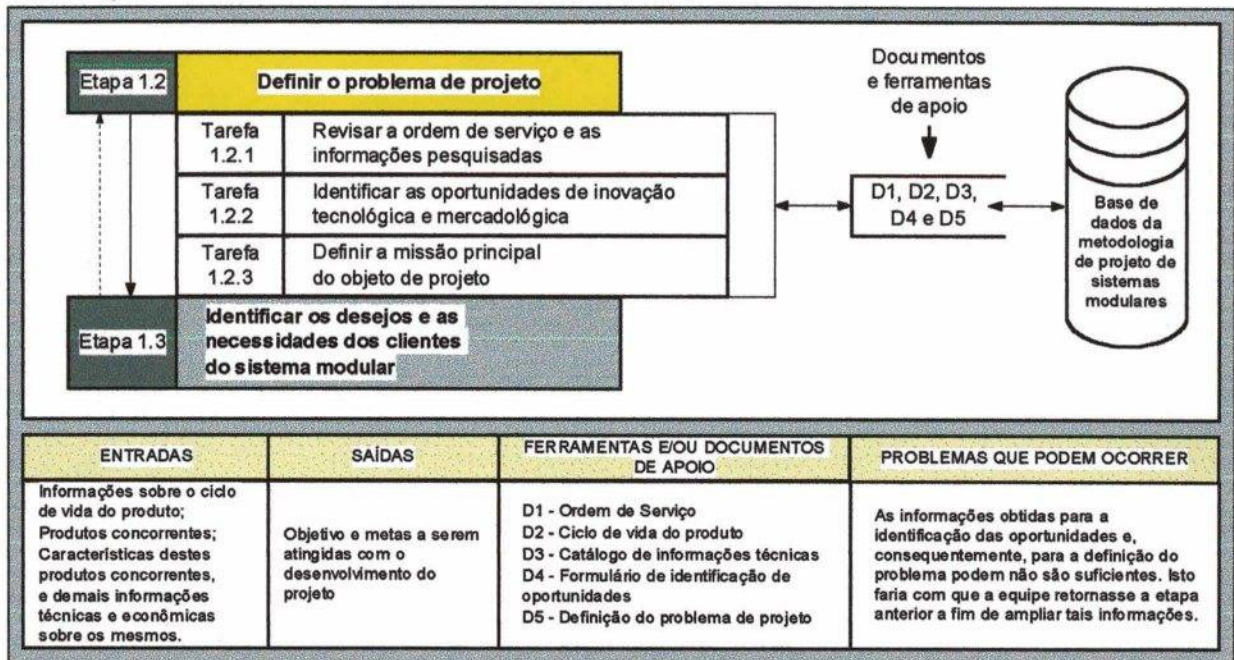 Etapa 1.2
Definir o problema de projeto
Tarefa
1.2.1
Revisar a ordem de serviço e as
informações pesquisadas
Tarefa
1.2.2
Identificar as oportunidades de inovação
tecnológica e mercadológica
Tarefa
1.2.3
Definir a missão principal
do objeto de projeto
Etapa 1.3
Identificar os desejos e as
necessidades dos clientes
do sistema modular
Documentos
e ferramentas
de apoio
D1, D2, D3,
D4 e D5
Base de
dados da
metodologia
de projeto de
sistemas
modulares
ENTRADAS
Informações sobre o ciclo
de vida do produto;
Produtos concorrentes;
Características destes
produtos concorrentes,
e demais informações
técnicas e econômicas
sobre os mesmos.
SAÍDAS
Objetivo e metas a serem
atingidas com o
desenvolvimento do
projeto
FERRAMENTAS E/OU DOCUMENTOS
DE APOIO
D1 - Ordem de Serviço
D2 - Ciclo de vida do produto
D3 - Catálogo de informações técnicas
D4 - Formulário de identificação de
oportunidades
D5 - Definição do problema de projeto
PROBLEMAS QUE PODEM OCORRER
As informações obtidas para a
identificação das oportunidades e,
consequentemente, para a definição do
problema podem não são suficientes. Isto
faria com que a equipe retornasse a etapa
anterior a fim de ampliar tais informações.